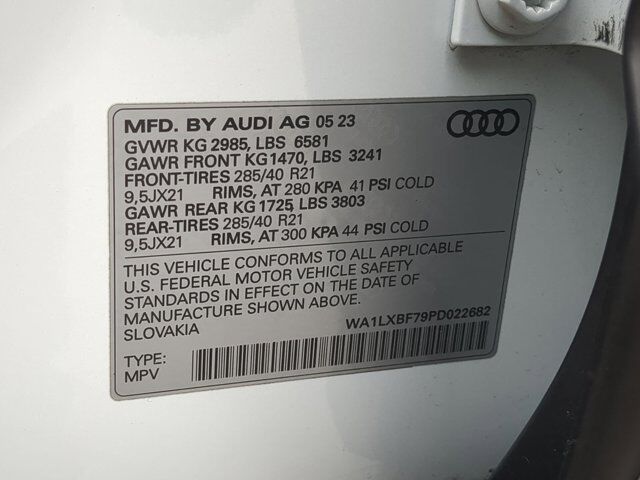 MFD. BY AUDI AG 05 23
GVWR KG 2985, LBS 6581
GAWR FRONT KG1470, LBS 3241
FRONT-TIRES 285/40 R21
9,5JX21 RIMS, AT 280 KPA 41 PSI COLD
GAWR REAR KG 1725 LBS 3803
REAR-TIRES 285/40 R21
9,5JX21 RIMS, AT 300 KPA 44 PSI COLD
THIS VEHICLE CONFORMS TO ALL APPLICABLE
U.S. FEDERAL MOTOR VEHICLE SAFETY
STANDARDS IN EFFECT ON THE DATE OF
MANUFACTURE SHOWN ABOVE.
SLOVAKIA WA1LXBF79PD022682
TYPE:
MPV